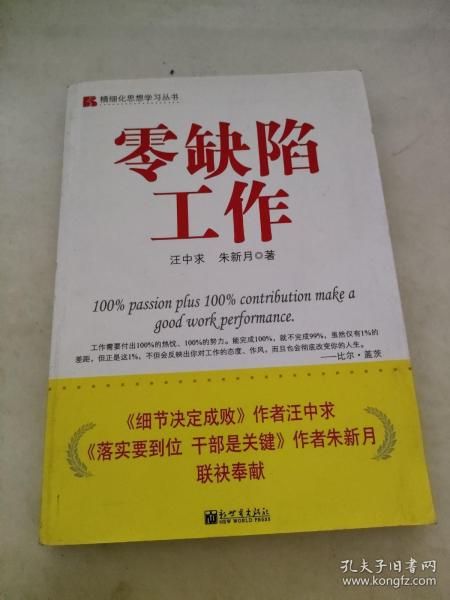 精细化思想学习丛书
零缺陷
工作
汪中求 朱新月◎著
100% passion plus 100% contribution make a
good work performance.
工作需要付出100%的热忱、100%的努力。能完成100%，就不完成99%，虽然仅有1%的
差距，但正是这1%，不但会反映出你对工作的态度、作风，而且也会彻底改变你的人生。
——比尔·盖茨
《细节决定成败》作者汪中求
《落实要到位 干部是关键》作者朱新月
联袂奉献
新世界出版社
NEW WORLD PRESS
孔夫子旧书网
www.kongfz.com